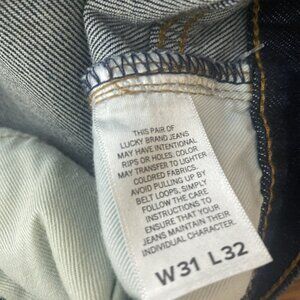 THIS PAIR OF
LUCKY BRAND JEANS
MAY HAVE INTENTIONAL
RIPS OR HOLES. COLOR
MAY TRANSFER TO LIGHTER
COLORED FABRICS.
AVOID PULLING UP BY
BELT LOOPS, SIMPLY
FOLLOW THE CARE
INSTRUCTIONS TO
ENSURE THAT YOUR
JEANS MAINTAIN THEIR
INDIVIDUAL CHARACTER.
W31 L32